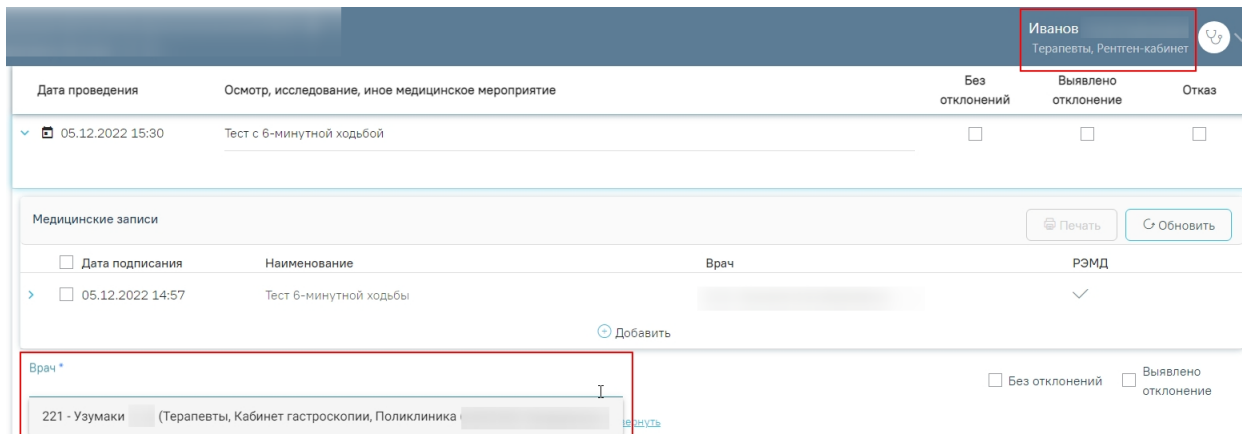 Иванов
Терапевты, Рентген-кабинет
Дата проведения Осмотр, исследование, иное медицинское мероприятие Без отклонений Выявлено отклонение Отказ
05.12.2022 15:30 Тест с 6-минутной ходьбой
Медицинские записи Печать Обновить
Дата подписания Наименование Врач РЭМД
05.12.2022 14:57 Тест 6-минутной ходьбы
Добавить
Врач *
Без отклонений Выявлено отклонение
221 - Узумаки (Терапевты, Кабинет гастроскопии, Поликлиника